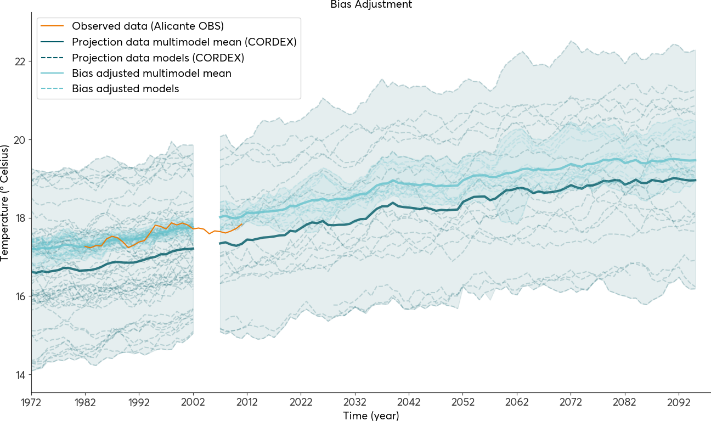 Bias Adjustment
Observed data (Alicante OBS)
Projection data multimodel mean (CORDEX)
Projection data models (CORDEX)
Bias adjusted multimodel mean
Bias adjusted models
Temperature (° Celsius)
22
20
18
16
14
1972 1982 1992 2002 2012 2022 2032 2042 2052 2062 2072 2082 2092
Time (year)